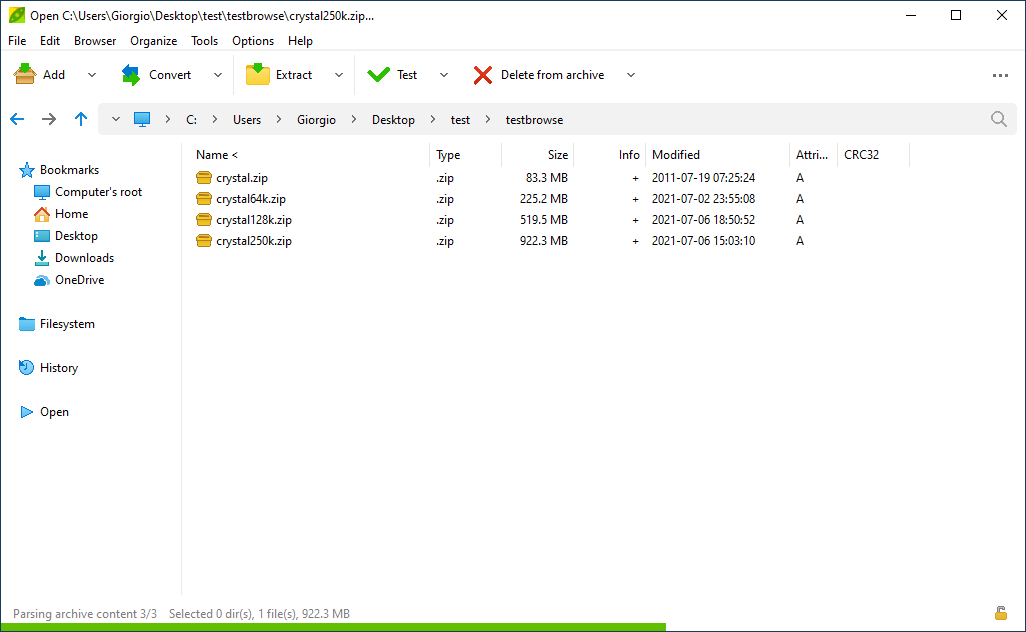 Open C:\Users\Giorgio\Desktop\test\testbrowse\crystal250k.zip...
File Edit Browser Organize Tools Options Help
Add Convert Extract Test Delete from archive
C: Users Giorgio Desktop test testbrowse
Name < Type Size Info Modified Attri... CRC32
Bookmarks
Computer's root
Home
Desktop
Downloads
OneDrive
Filesystem
History
Open
crystal.zip .zip 83.3 MB + 2011-07-19 07:25:24 A
crystal64k.zip .zip 225.2 MB + 2021-07-02 23:55:08 A
crystal128k.zip .zip 519.5 MB + 2021-07-06 18:50:52 A
crystal250k.zip .zip 922.3 MB + 2021-07-06 15:03:10 A
Parsing archive content 3/3 Selected 0 dir(s), 1 file(s), 922.3 MB